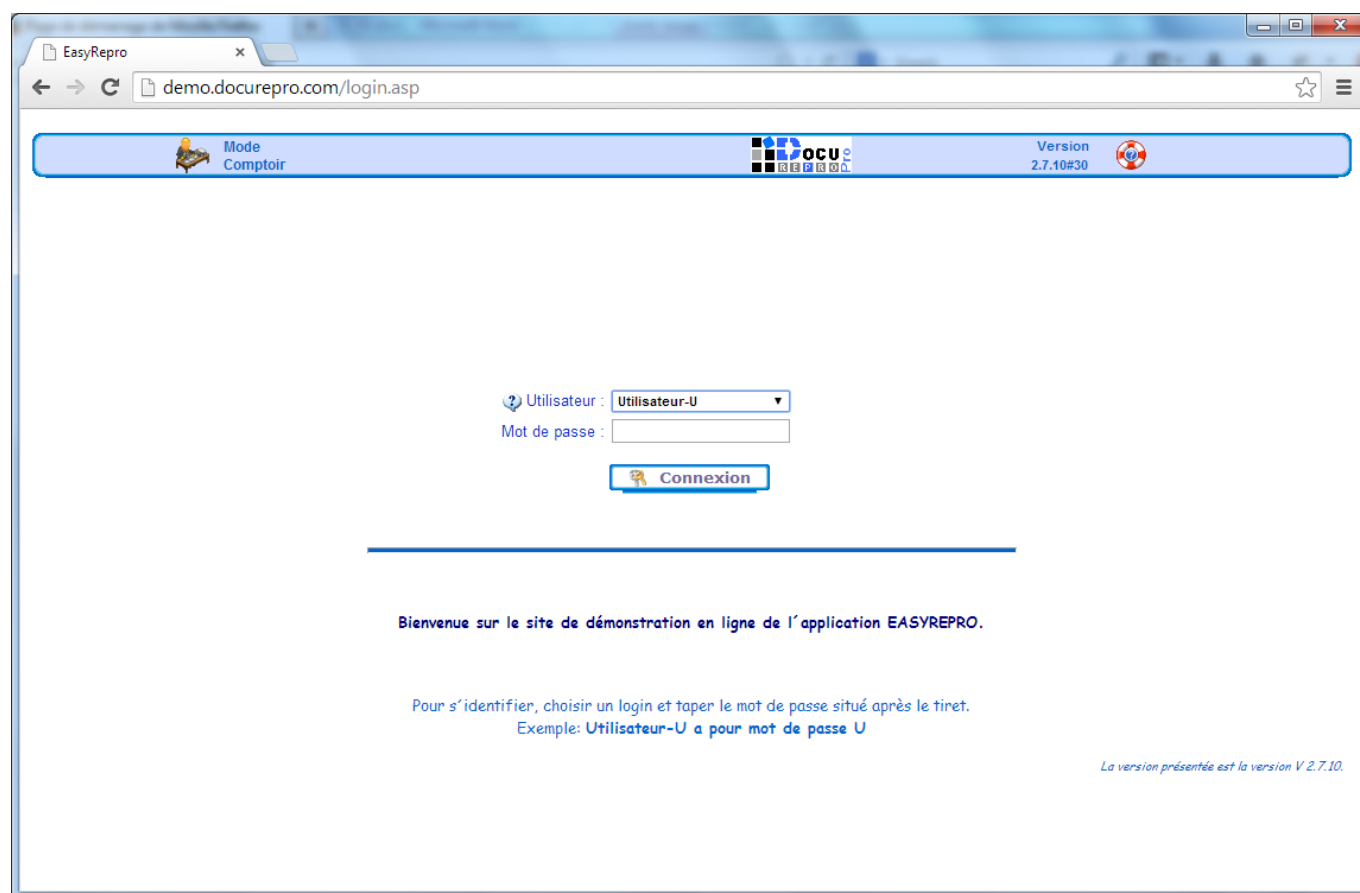 EasyRepro
demo.docurepro.com/login.asp
Mode
Comptoir
DOCU
REPRO
PRO
Version
2.7.10#30
Utilisateur :
Utilisateur-U
Mot de passe :
Connexion
Bienvenue sur le site de démonstration en ligne de l´application EASYREPRO.
Pour s´identifier, choisir un login et taper le mot de passe situé après le tiret.
Exemple: Utilisateur-U a pour mot de passe U
La version présentée est la version V 2.7.10.